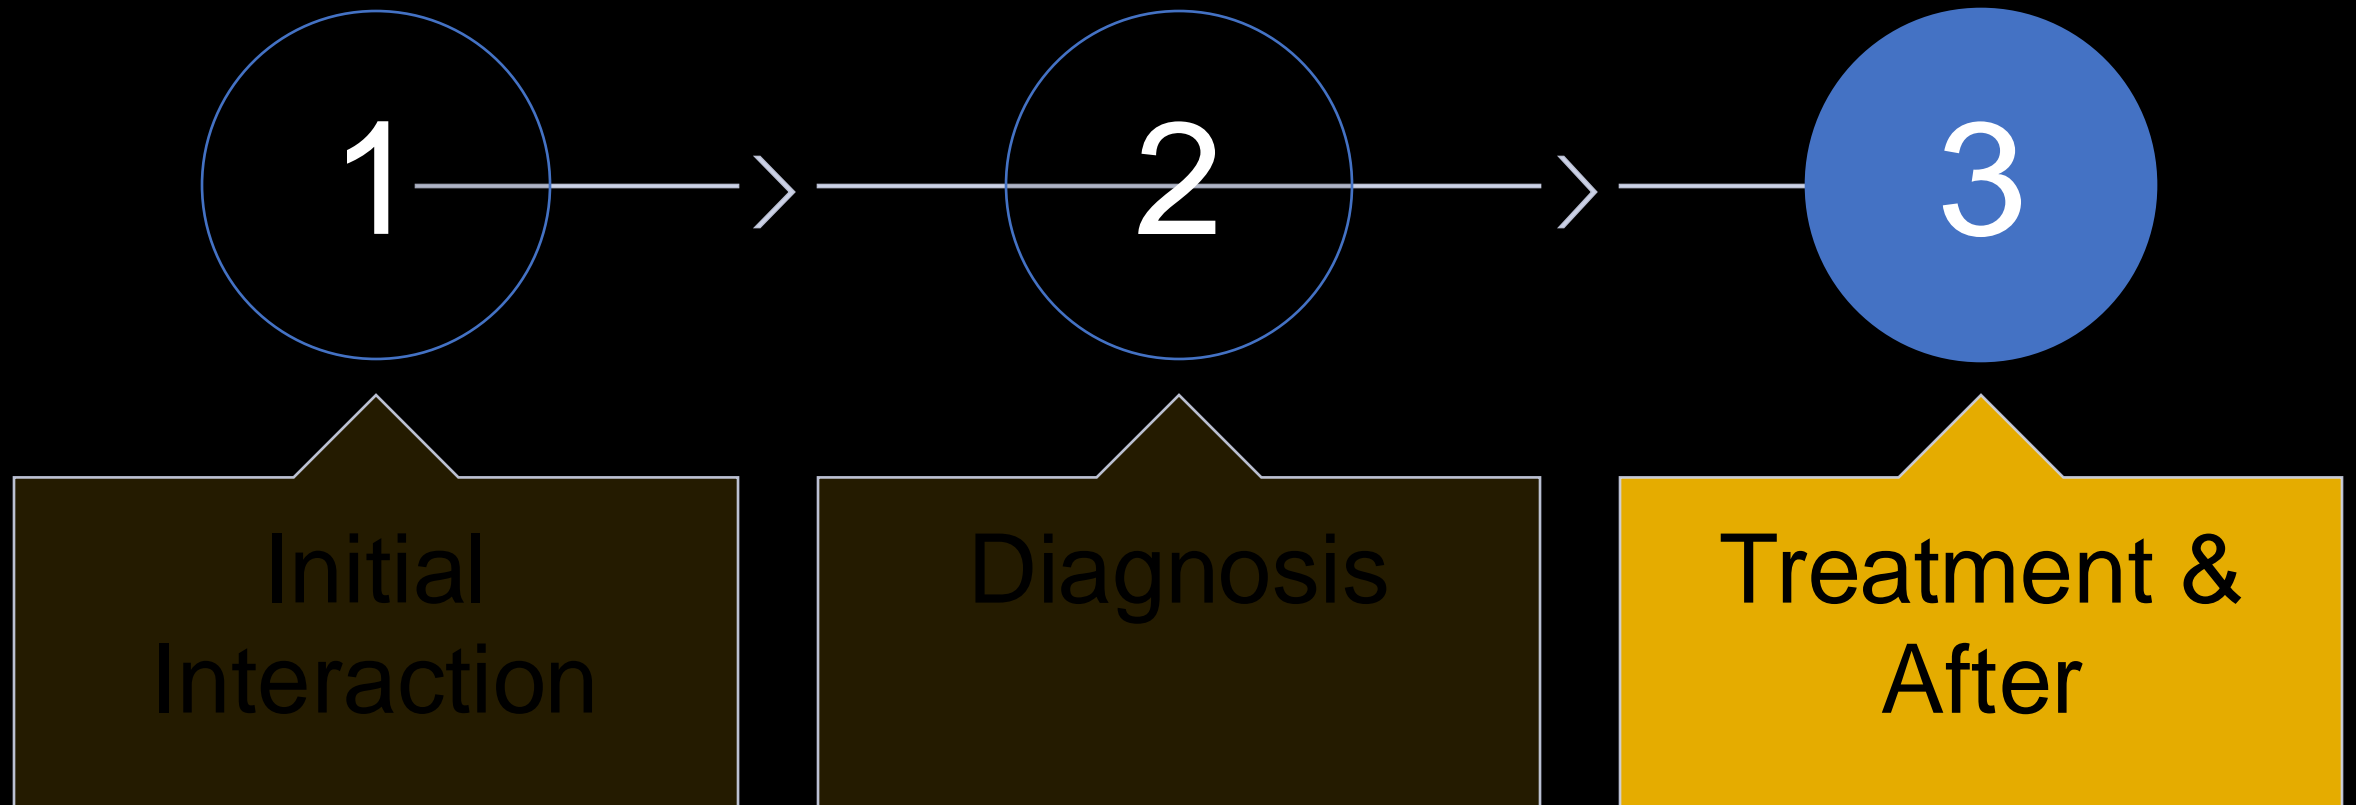 1
2
3
Initial
Interaction
Diagnosis
Treatment &
After